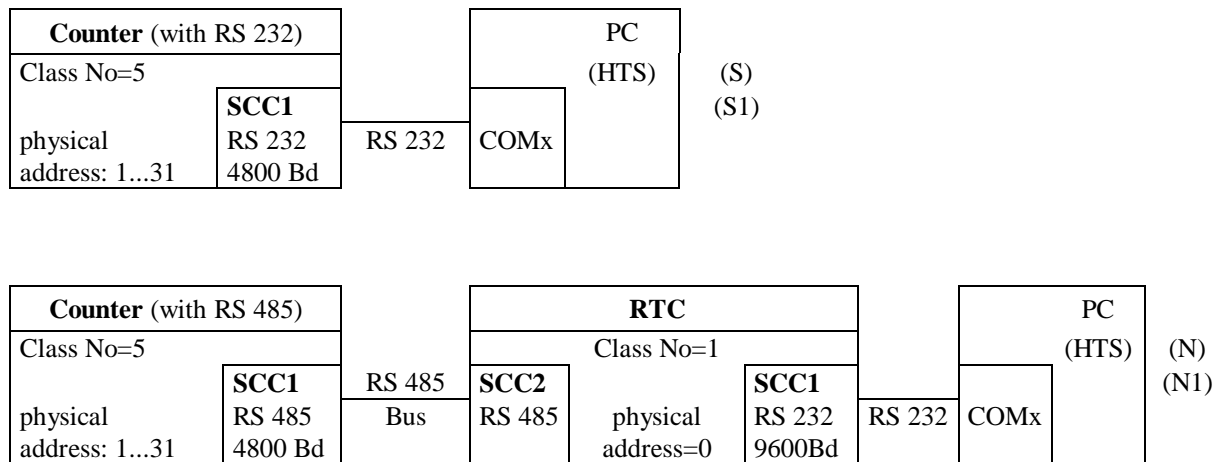 Counter (with RS 232) PC
Class No=5 (HTS) (S)
SCC1 (S1)
physical RS 232 RS 232 COMx
address: 1...31 4800 Bd
Counter (with RS 485) RTC PC
Class No=5 Class No=1 (HTS) (N)
SCC1 RS 485 SCC2 SCC1 (N1)
physical RS 485 Bus RS 485 physical RS 232 RS 232 COMx
address: 1...31 4800 Bd address=0 9600Bd